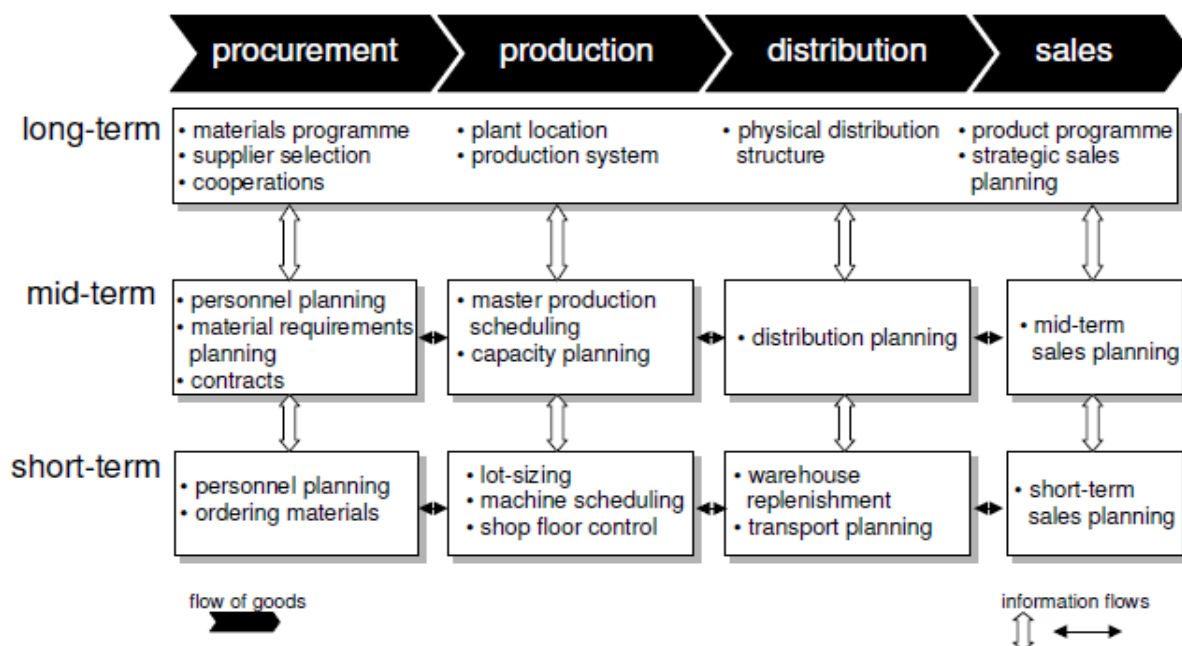 procurement
production
distribution
sales
long-term
• materials programme
• supplier selection
• cooperations
• plant location
• production system
• physical distribution
structure
• product programme
• strategic sales
planning
mid-term
• personnel planning
• material requirements
planning
• contracts
• master production
scheduling
• capacity planning
• distribution planning
• mid-term
sales planning
short-term
• personnel planning
• ordering materials
• lot-sizing
• machine scheduling
• shop floor control
• warehouse
replenishment
• transport planning
• short-term
sales planning
flow of goods
information flows